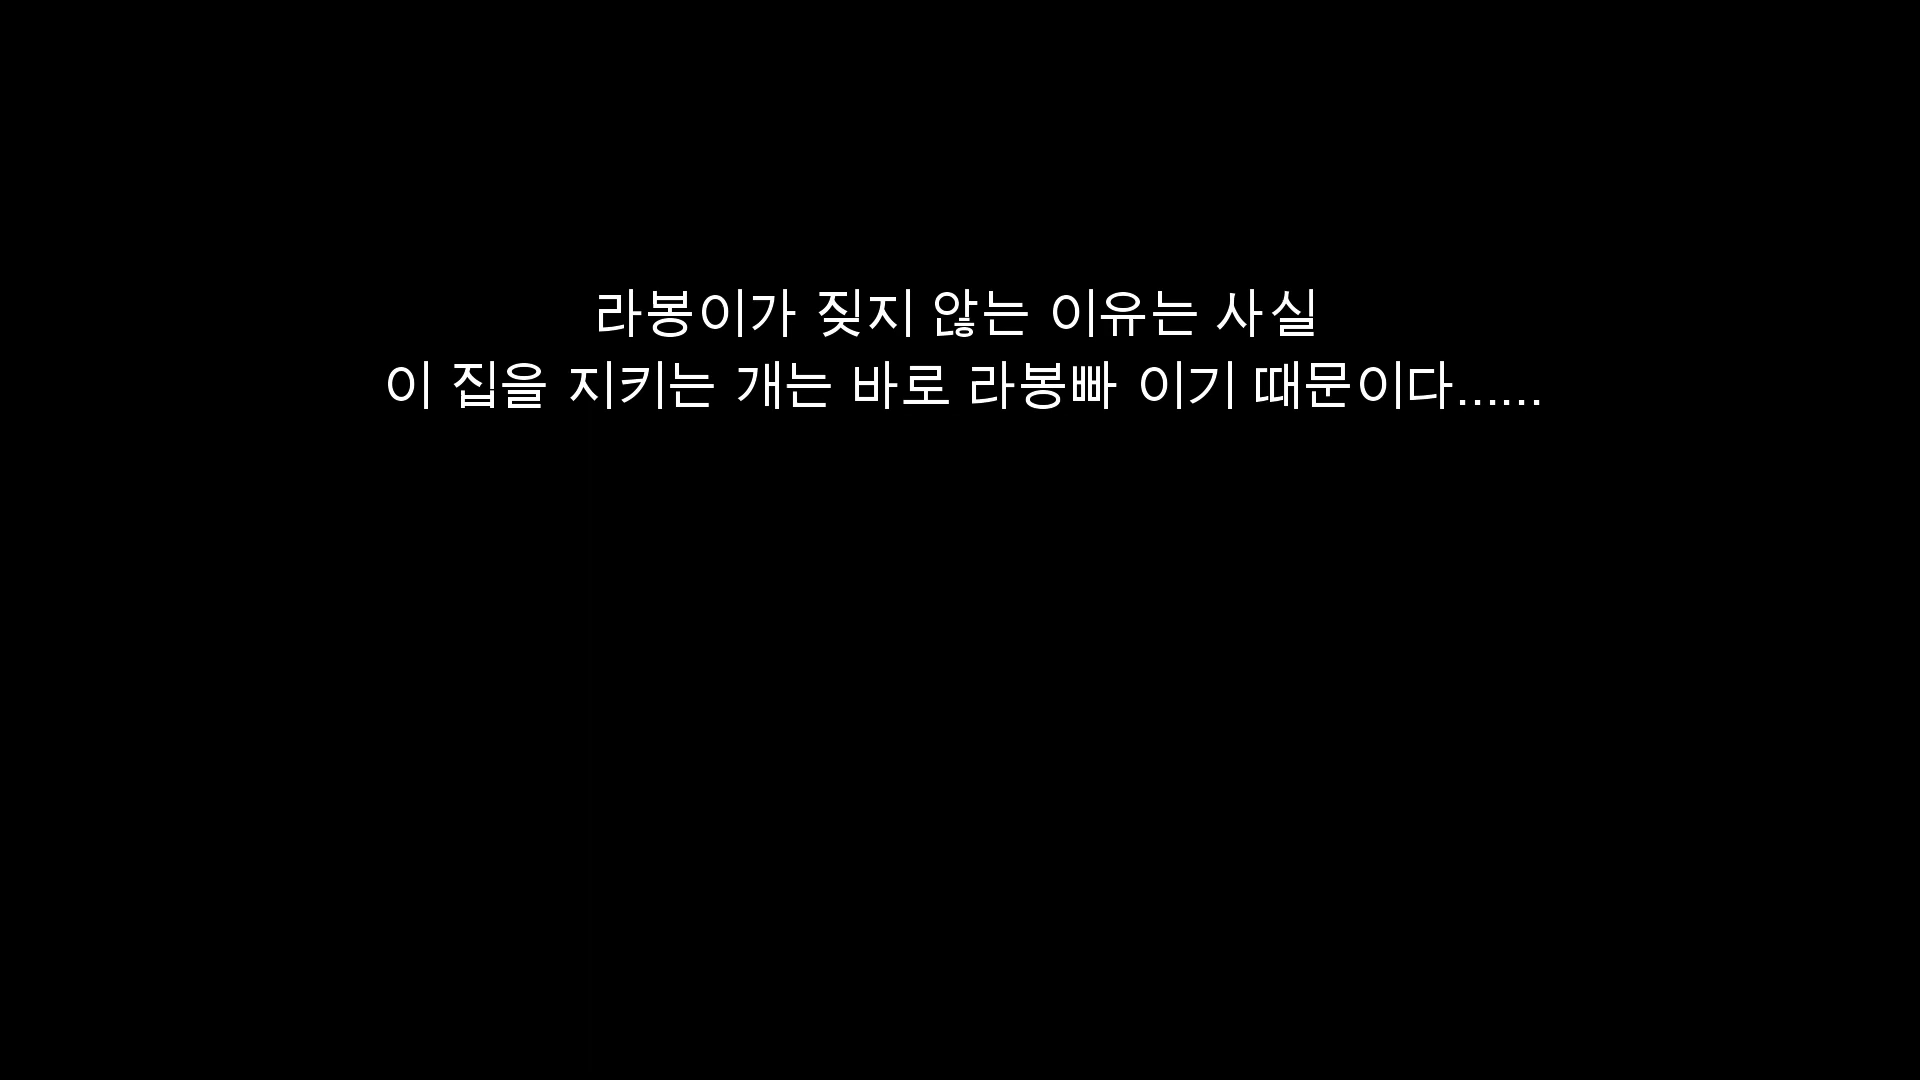 라봉이가 짖지 않는 이유는 사실
이 집을 지키는 개는 바로 라봉빠 이기 때문이다......